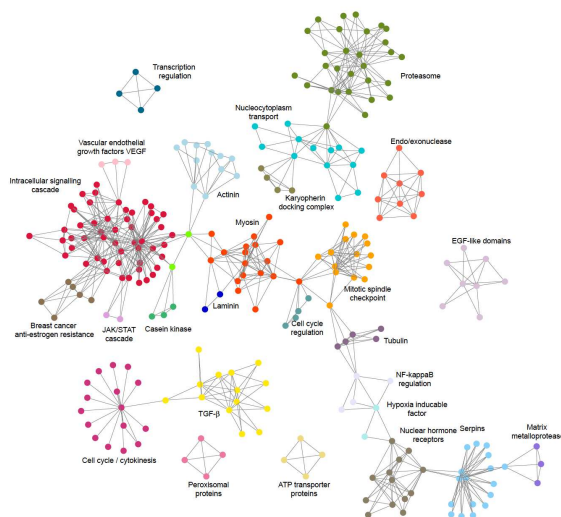 Transcription
regulation
Proteasome
Nucleocytoplasm
transport
Vascular endothelial
growth factors VEGF
Endo/exonuclease
Intracellular signalling
cascade
Actinin
Karyopherin
docking complex
Myosin
EGF-like domains
Mitotic spindle
checkpoint
Laminin
Breast cancer
anti-estrogen resistance
JAK/STAT
cascade
Casein kinase
Cell cycle
regulation
Tubulin
NF-kappaB
regulation
TGF-β
Hypoxia inducable
factor
Nuclear hormone
receptors
Serpins
Matrix
metalloprotease
Cell cycle / cytokinesis
Peroxisomal
proteins
ATP transporter
proteins